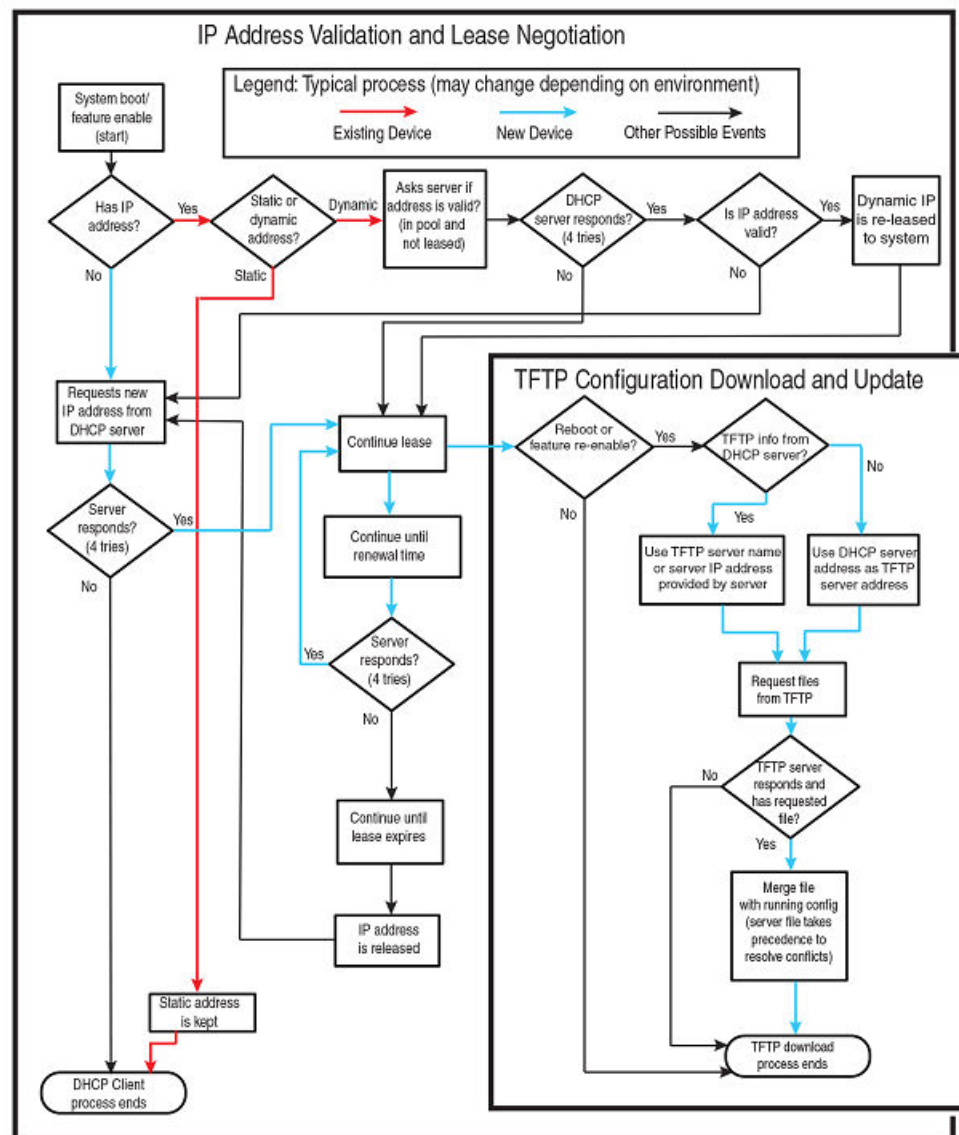 IP Address Validation and Lease Negotiation
Legend: Typical process (may change depending on environment)
Existing Device
New Device
Other Possible Events
System boot/
feature enable
(start)
Has IP
address?
Yes
No
Static or
dynamic
address?
Dynamic
Static
Asks server if
address is valid?
(in pool and
not leased)
DHCP
server responds?
(4 tries)
Yes
No
Is IP address
valid?
Yes
No
Dynamic IP
is re-leased
to system
Requests new
IP address from
DHCP server
Server
responds?
(4 tries)
Yes
No
Continue lease
Continue until
renewal time
Server
responds?
(4 tries)
Yes
No
Continue until
lease expires
IP address
is released
Static address
is kept
DHCP Client
process ends
TFTP Configuration Download and Update
Reboot or
feature re-enable?
Yes
No
TFTP info from
DHCP server?
No
Yes
Use TFTP server name
or server IP address
provided by server
Use DHCP server
address as TFTP
server address
Request files
from TFTP
TFTP server
responds and
has requested
file?
No
Yes
Merge file
with running config
(server file takes
precedence to
resolve conflicts)
TFTP download
process ends